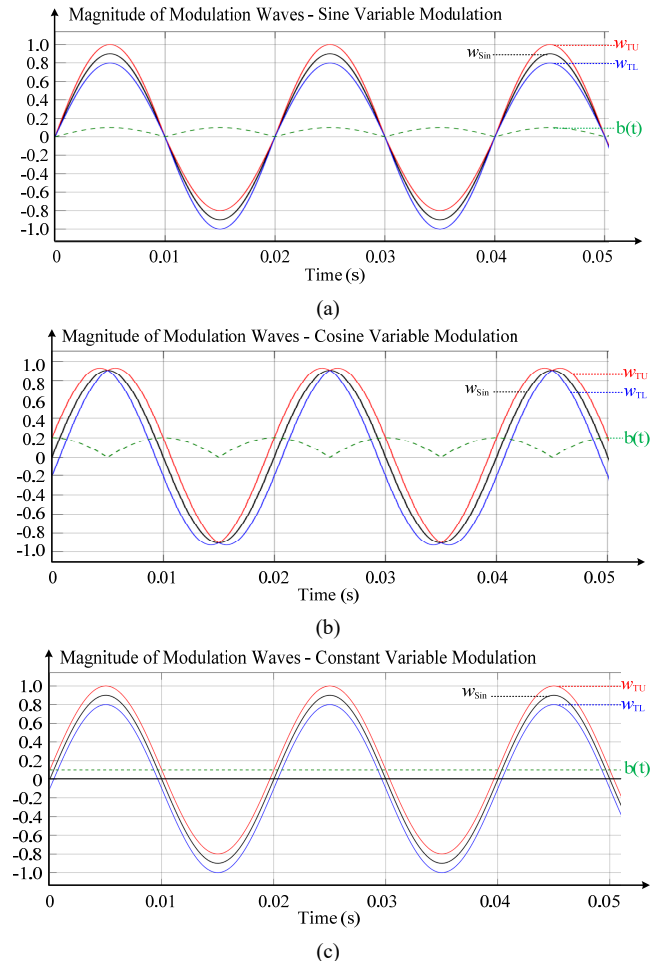 Magnitude of Modulation Waves - Sine Variable Modulation
1.0
0.8
0.6
0.4
0.2
0
-0.2
-0.4
-0.6
-0.8
-1.0
wSin
wTU
wTL
b(t)
0 0.01 0.02 0.03 0.04 0.05
Time (s)
(a)
Magnitude of Modulation Waves - Cosine Variable Modulation
1.0
0.8
0.6
0.4
0.2
0
-0.2
-0.4
-0.6
-0.8
-1.0
wTU
wSin
wTL
b(t)
0 0.01 0.02 0.03 0.04 0.05
Time (s)
(b)
Magnitude of Modulation Waves - Constant Variable Modulation
1.0
0.8
0.6
0.4
0.2
0
-0.2
-0.4
-0.6
-0.8
-1.0
wSin
wTU
wTL
b(t)
0 0.01 0.02 0.03 0.04 0.05
Time (s)
(c)